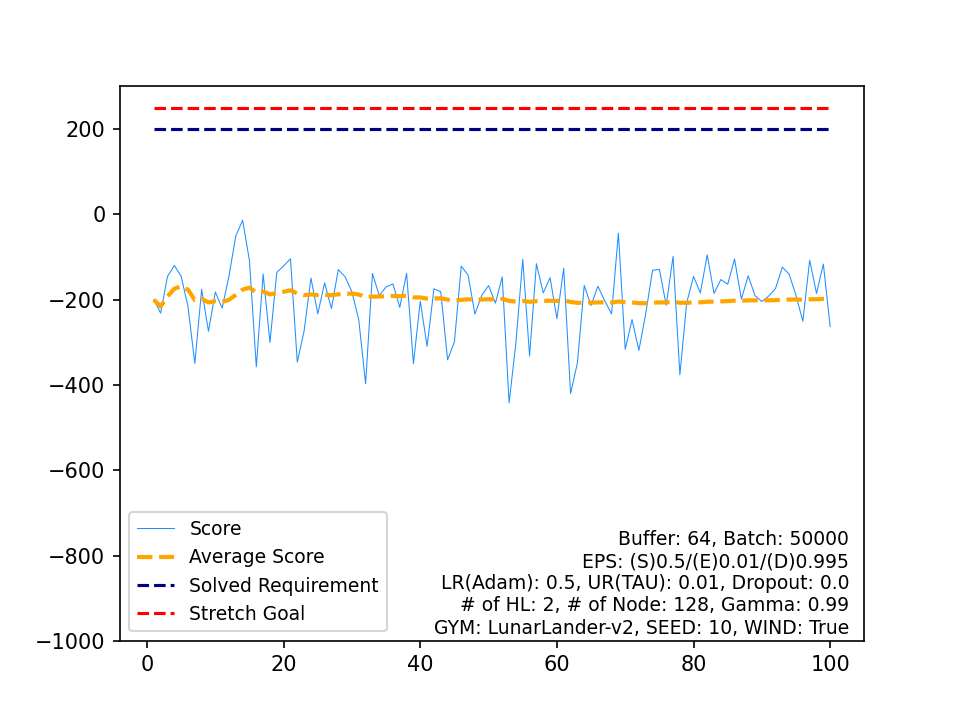 200
0
−200
−400
−600
−800
−1000
0
20
40
60
80
100
Score
Average Score
Solved Requirement
Stretch Goal
Buffer: 64, Batch: 50000
EPS: (S)0.5/(E)0.01/(D)0.995
LR(Adam): 0.5, UR(TAU): 0.01, Dropout: 0.0
# of HL: 2, # of Node: 128, Gamma: 0.99
GYM: LunarLander-v2, SEED: 10, WIND: True